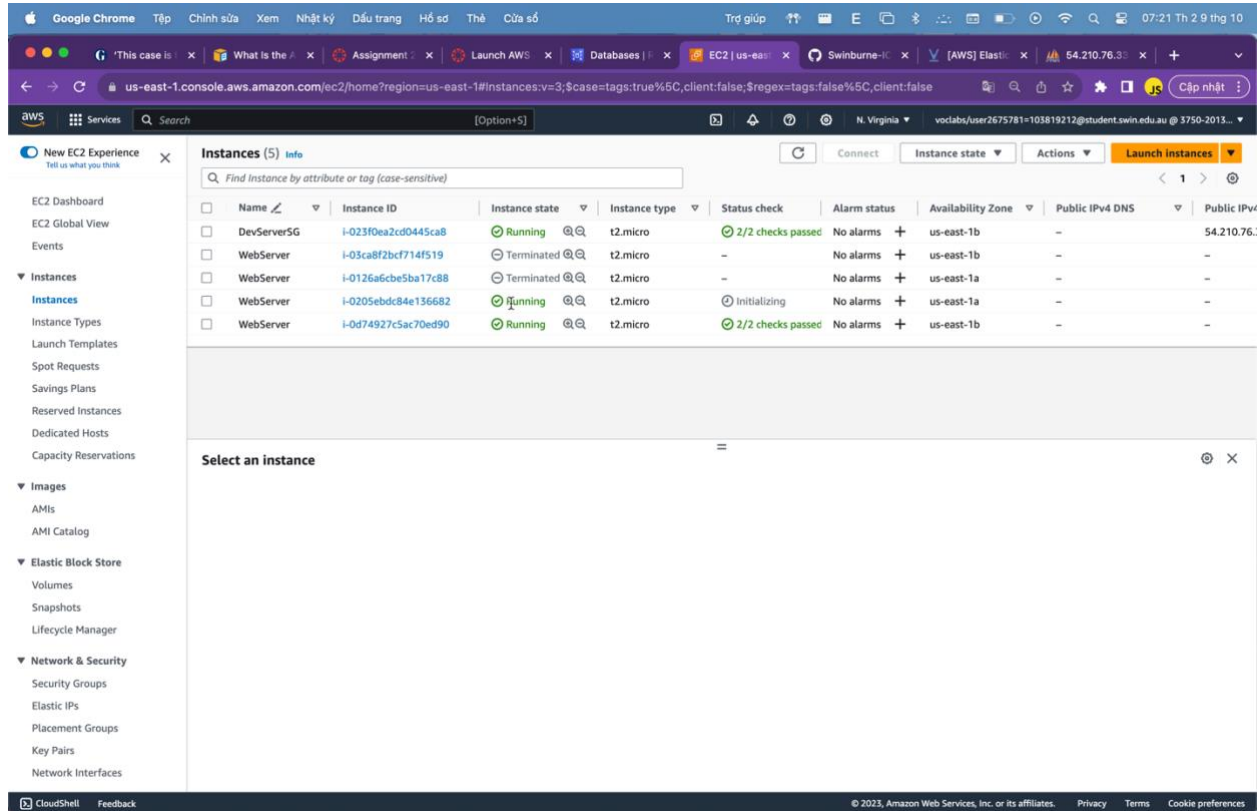 Google Chrome Tệp Chỉnh sửa Xem Nhật ký Dấu trang Hồ sơ Thẻ Cửa sổ Trợ giúp 07:21 Th 2 9 thg 10
'This case is What Is the A Assignment 2 Launch AWS Databases | R EC2 | us-eas Swinburne-IC [AWS] Elastic 54.210.76.33
us-east-1.console.aws.amazon.com/ec2/home?region=us-east-1#Instances:v=3;$case=tags:true%5C,client:false;$regex=tags:false%5C,client:false JS Cập nhật
aws Services Search [Option+S] N. Virginia voclabs/user2675781=103819212@student.swin.edu.au @ 3750-2013...
New EC2 Experience
Tell us what you think
EC2 Dashboard
EC2 Global View
Events
Instances
Instances
Instance Types
Launch Templates
Spot Requests
Savings Plans
Reserved Instances
Dedicated Hosts
Capacity Reservations
Images
AMIs
AMI Catalog
Elastic Block Store
Volumes
Snapshots
Lifecycle Manager
Network & Security
Security Groups
Elastic IPs
Placement Groups
Key Pairs
Network Interfaces
Instances (5) Info Connect Instance state Actions Launch instances
Find Instance by attribute or tag (case-sensitive) 1
Name Instance ID Instance state Instance type Status check Alarm status Availability Zone Public IPv4 DNS Public IPv4
DevServerSG i-023f0ea2cd0445ca8 Running t2.micro 2/2 checks passed No alarms + us-east-1b – 54.210.76.
WebServer i-03ca8f2bcf714f519 Terminated t2.micro – No alarms + us-east-1b – –
WebServer i-0126a6cbe5ba17c88 Terminated t2.micro – No alarms + us-east-1a – –
WebServer i-0205ebdc84e136682 Running t2.micro Initializing No alarms + us-east-1a – –
WebServer i-0d74927c5ac70ed90 Running t2.micro 2/2 checks passed No alarms + us-east-1b – –
Select an instance
CloudShell Feedback © 2023, Amazon Web Services, Inc. or its affiliates. Privacy Terms Cookie preferences